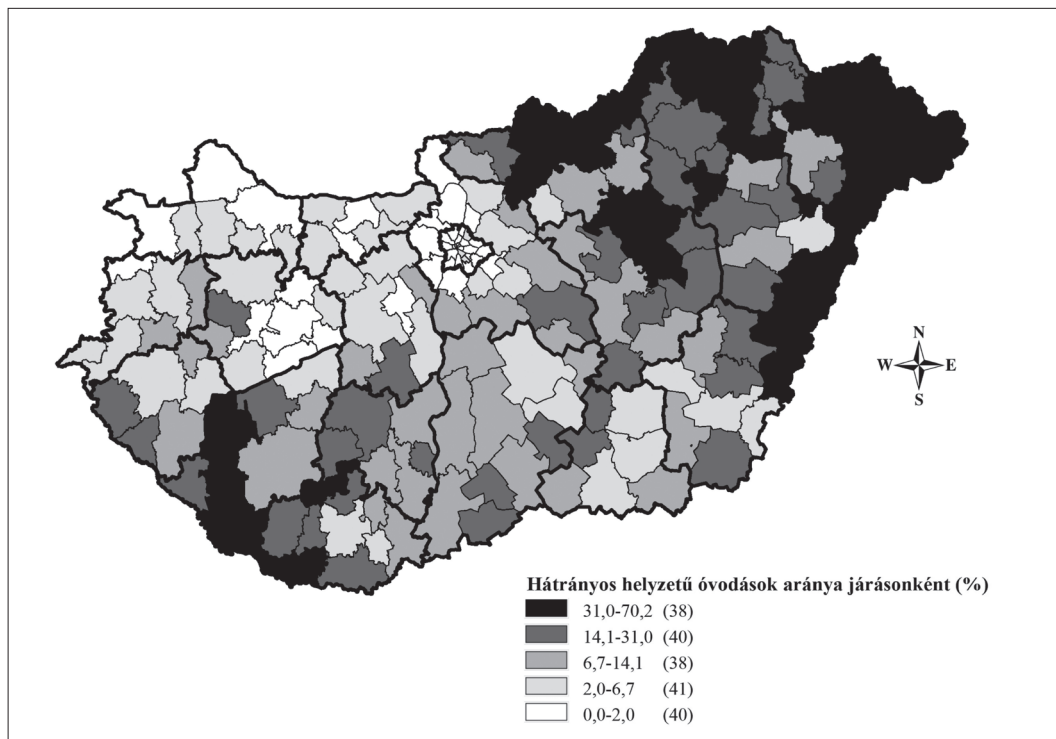 N
W E
S
Hátrányos helyzetű óvodások aránya járásonként (%)
31,0-70,2 (38)
14,1-31,0 (40)
6,7-14,1 (38)
2,0-6,7 (41)
0,0-2,0 (40)